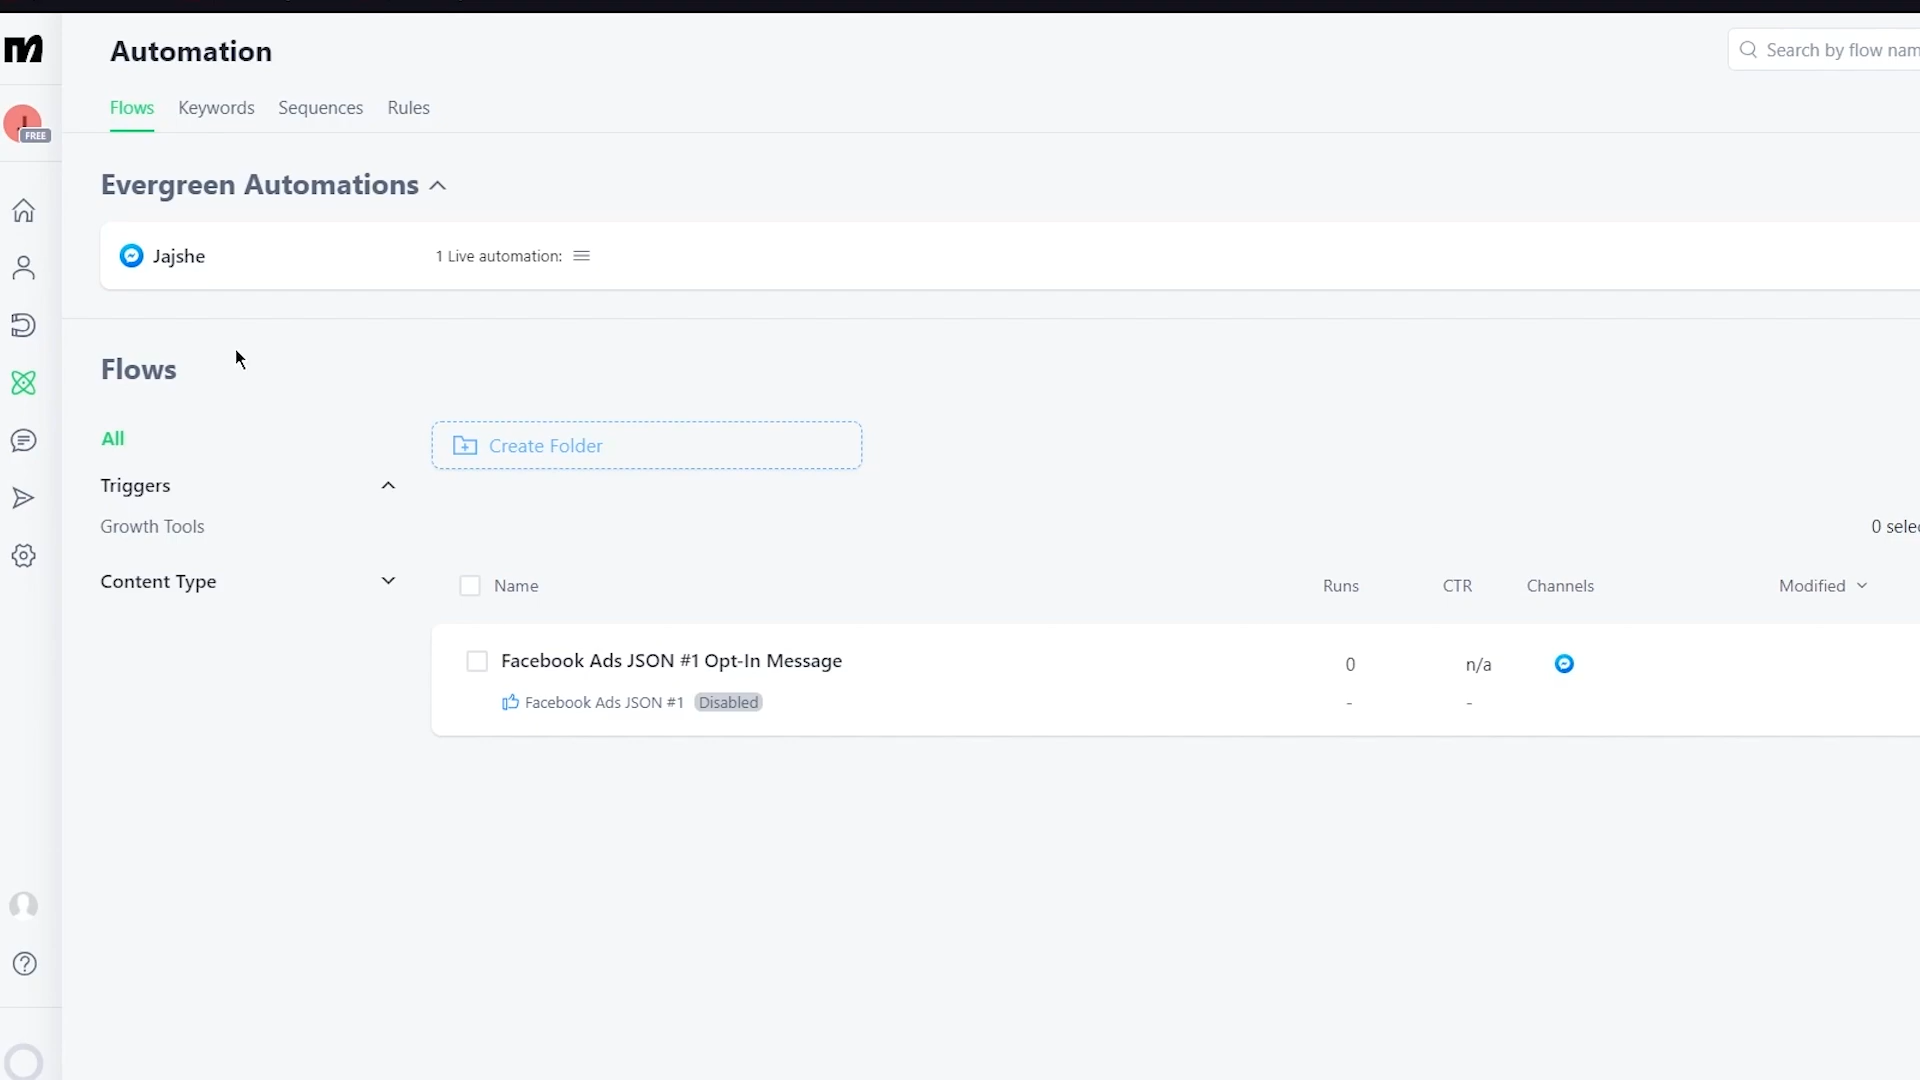 Automation
Search by flow nam
Flows Keywords Sequences Rules
FREE
Evergreen Automations
Jajshe 1 Live automation:
Flows
All
Create Folder
Triggers
Growth Tools
0 selec
Content Type
Name Runs CTR Channels Modified
Facebook Ads JSON #1 Opt-In Message 0 n/a
Facebook Ads JSON #1 Disabled - -